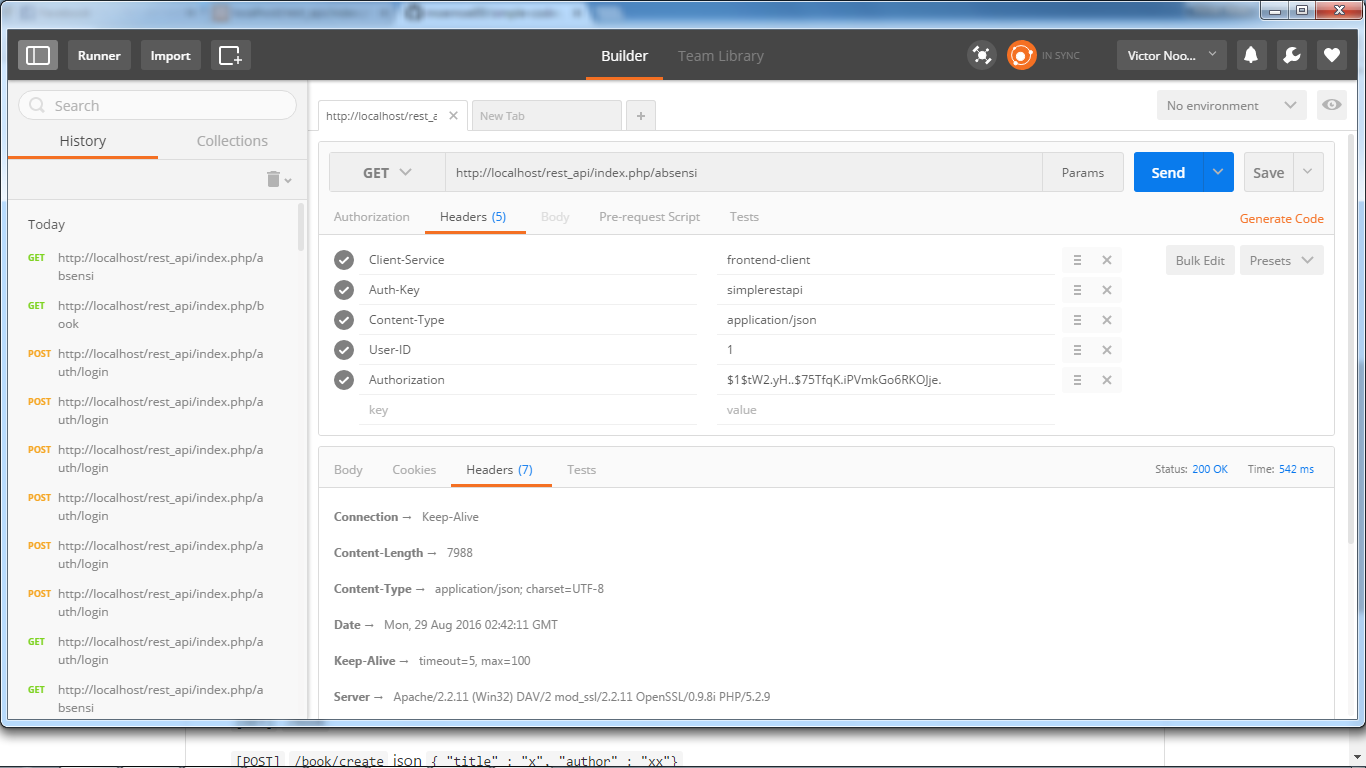 Runner
Import
Builder
Team Library
IN SYNC
Victor Noo...
Search
History
Collections
http://localhost/rest_a
New Tab
+
No environment
GET
http://localhost/rest_api/index.php/absensi
Params
Send
Save
Authorization
Headers (5)
Body
Pre-request Script
Tests
Generate Code
Today
GET http://localhost/rest_api/index.php/a
bsensi
GET http://localhost/rest_api/index.php/b
ook
POST http://localhost/rest_api/index.php/a
uth/login
POST http://localhost/rest_api/index.php/a
uth/login
POST http://localhost/rest_api/index.php/a
uth/login
POST http://localhost/rest_api/index.php/a
uth/login
POST http://localhost/rest_api/index.php/a
uth/login
POST http://localhost/rest_api/index.php/a
uth/login
GET http://localhost/rest_api/index.php/a
uth/login
GET http://localhost/rest_api/index.php/a
bsensi
Client-Service frontend-client
Bulk Edit
Presets
Auth-Key simplerestapi
Content-Type application/json
User-ID 1
Authorization $1$tW2.yH..$75TfqK.iPVmkGo6RKOJje.
key value
Body
Cookies
Headers (7)
Tests
Status: 200 OK
Time: 542 ms
Connection → Keep-Alive
Content-Length → 7988
Content-Type → application/json; charset=UTF-8
Date → Mon, 29 Aug 2016 02:42:11 GMT
Keep-Alive → timeout=5, max=100
Server → Apache/2.2.11 (Win32) DAV/2 mod_ssl/2.2.11 OpenSSL/0.9.8i PHP/5.2.9
[POST] /book/create json { "title" : "x", "author" : "xx"}